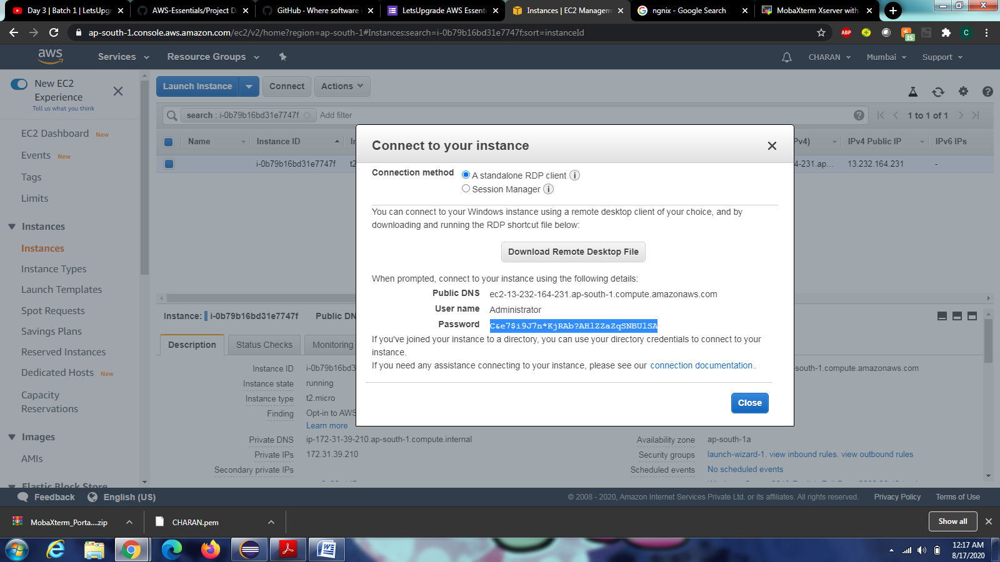 Day 3 | Batch 1 | LetsUpgr
AWS-Essentials/Project Da
GitHub · Where software i
LetsUpgrade AWS Essenti
Instances | EC2 Managem
ngnix - Google Search
MobaXterm Xserver with
ap-south-1.console.aws.amazon.com/ec2/v2/home?region=ap-south-1#Instances:search=i-0b79b16bd31e7747f;sort=instanceId
ABP
35
C
aws
Services
Resource Groups
CHARAN
Mumbai
Support
New EC2
Experience
Tell us what you think
Launch Instance
Connect
Actions
search : i-0b79b16bd31e7747f
Add filter
1 to 1 of 1
Name
Instance ID
IPv4 Public IP
IPv6 IPs
i-0b79b16bd31e7747f
t2
4-231.ap...
13.232.164.231
-
EC2 Dashboard New
Events New
Tags
Limits
Instances
Instances
Instance Types
Launch Templates
Spot Requests
Savings Plans
Reserved Instances
Dedicated Hosts New
Capacity
Reservations
Images
AMIs
Elastic Block Store
Connect to your instance
Connection method
A standalone RDP client
Session Manager
You can connect to your Windows instance using a remote desktop client of your choice, and by
downloading and running the RDP shortcut file below:
Download Remote Desktop File
When prompted, connect to your instance using the following details:
Public DNS ec2-13-232-164-231.ap-south-1.compute.amazonaws.com
User name Administrator
Password C&e7$i9J7n*KjRAb?AHlZZaZqSNBUlSA
If you've joined your instance to a directory, you can use your directory credentials to connect to your
instance.
If you need any assistance connecting to your instance, please see our connection documentation.
Close
Instance: i-0b79b16bd31e7747f Public DN
Description
Status Checks
Monitoring
Instance ID i-0b79b16bd3
Instance state running
Instance type t2.micro
Finding Opt-in to AWS
Learn more
Private DNS ip-172-31-39-210.ap-south-1.compute.internal
Private IPs 172.31.39.210
Secondary private IPs
-south-1.compute.amazonaws.com
Availability zone ap-south-1a
Security groups launch-wizard-1. view inbound rules. view outbound rules
Scheduled events No scheduled events
Feedback
English (US)
© 2008 - 2020, Amazon Internet Services Private Ltd. or its affiliates. All rights reserved.
Privacy Policy
Terms of Use
MobaXterm_Porta....zip
CHARAN.pem
Show all
12:17 AM
8/17/2020